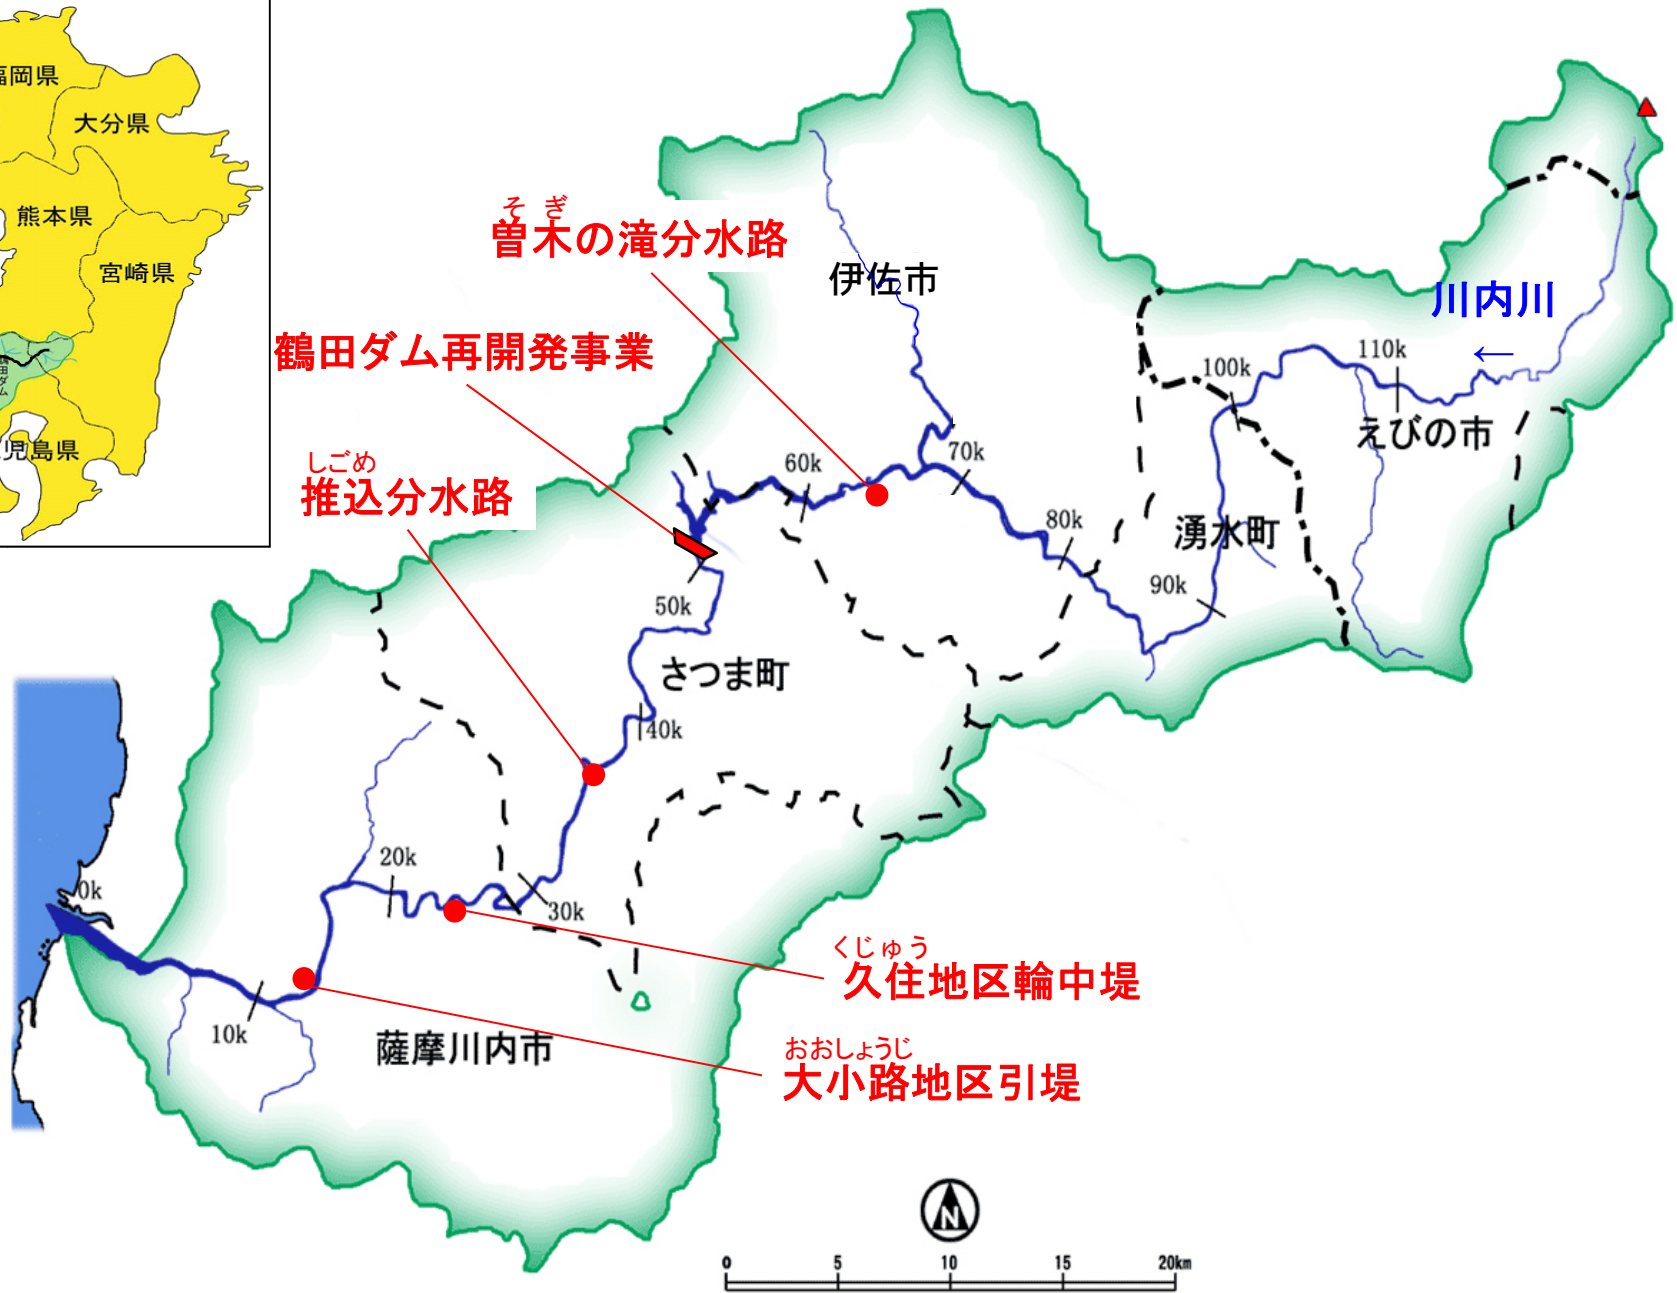 福岡県
大分県
熊本県
宮崎県
鶴田ダム
児島県
そぎ
曽木の滝分水路
伊佐市
鶴田ダム再開発事業
川内川
←
110k
100k
えびの市
しごめ
推込分水路
60k
70k
80k
湧水町
90k
50k
さつま町
40k
20k
30k
0k
くじゅう
久住地区輪中堤
10k
薩摩川内市
おおしょうじ
大小路地区引堤
N
0 5 10 15 20km